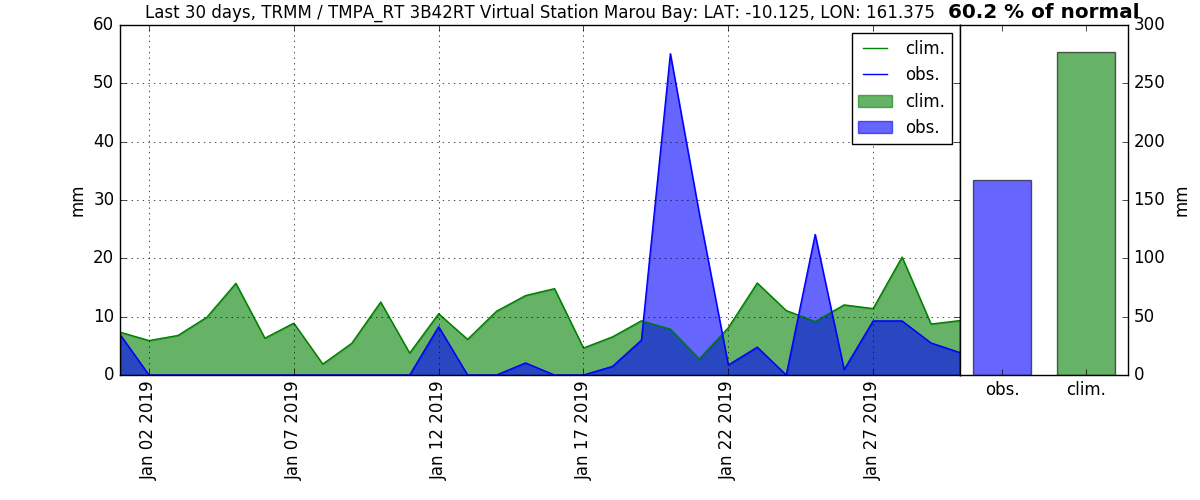 Last 30 days, TRMM / TMPA_RT 3B42RT Virtual Station Marou Bay: LAT: -10.125, LON: 161.375 60.2 % of normal
60
50
40
30
20
10
0
mm
clim.
obs.
clim.
obs.
Jan 02 2019
Jan 07 2019
Jan 12 2019
Jan 17 2019
Jan 22 2019
Jan 27 2019
300
250
200
150
100
50
0
mm
obs. clim.